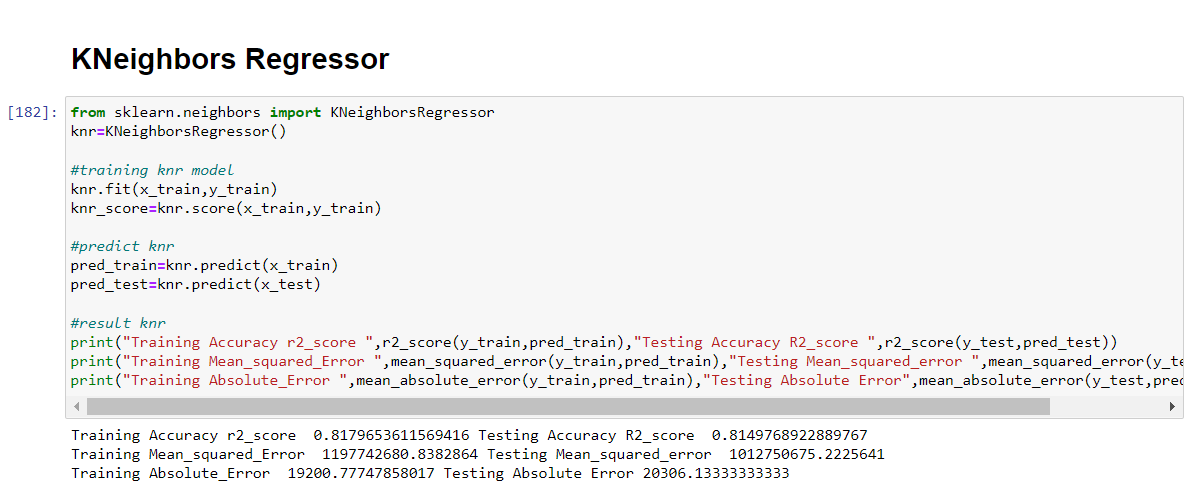 KNeighbors Regressor
[182]:
from sklearn.neighbors import KNeighborsRegressor
knr=KNeighborsRegressor()
#training knr model
knr.fit(x_train,y_train)
knr_score=knr.score(x_train,y_train)
#predict knr
pred_train=knr.predict(x_train)
pred_test=knr.predict(x_test)
#result knr
print("Training Accuracy r2_score ",r2_score(y_train,pred_train),"Testing Accuracy R2_score ",r2_score(y_test,pred_test))
print("Training Mean_squared_Error ",mean_squared_error(y_train,pred_train),"Testing Mean_squared_error ",mean_squared_error(y_te
print("Training Absolute_Error ",mean_absolute_error(y_train,pred_train),"Testing Absolute Error",mean_absolute_error(y_test,pred
Training Accuracy r2_score  0.8179653611569416 Testing Accuracy R2_score  0.8149768922889767
Training Mean_squared_Error  1197742680.8382864 Testing Mean_squared_error  1012750675.2225641
Training Absolute_Error  19200.77747858017 Testing Absolute Error 20306.13333333333